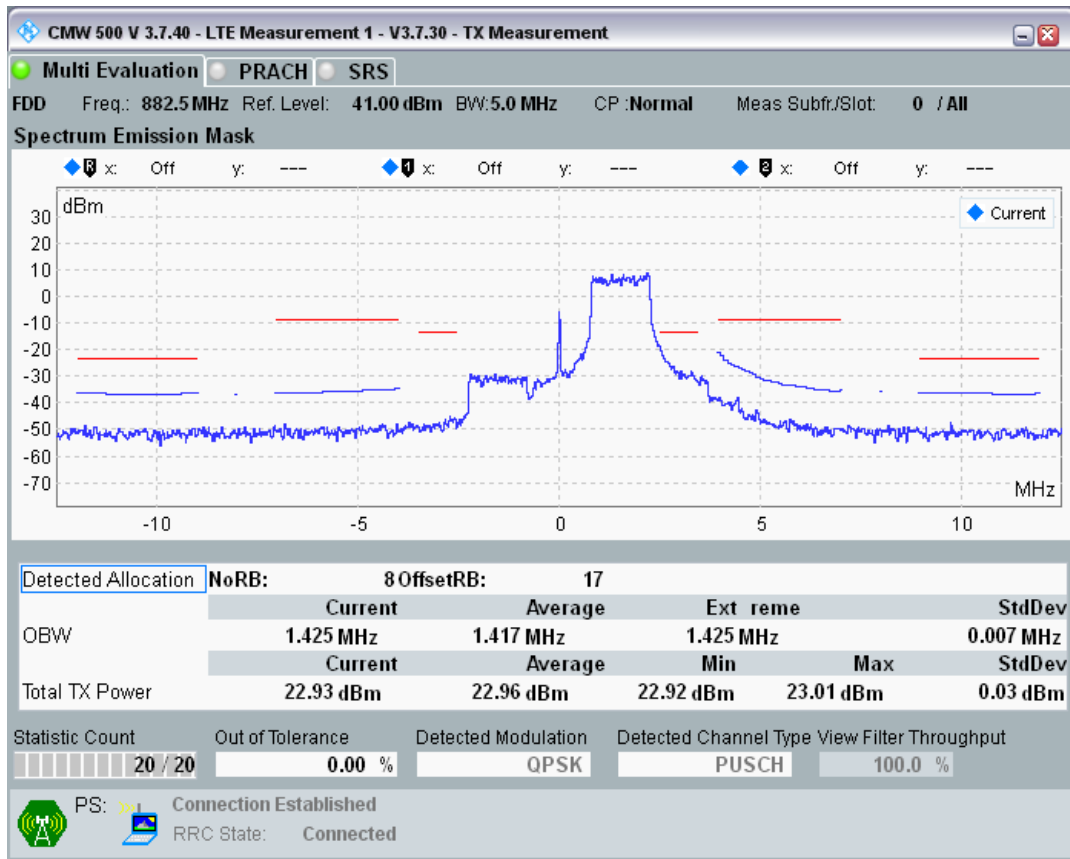 CMW 500 V 3.7.40 - LTE Measurement 1 - V3.7.30 - TX Measurement
Multi Evaluation PRACH SRS
FDD Freq.: 882.5 MHz Ref. Level: 41.00 dBm BW:5.0 MHz CP :Normal Meas Subfr./Slot: 0 / All
Spectrum Emission Mask
R x: Off y: --- 1 x: Off y: --- 2 x: Off y: ---
dBm
Current
30
20
10
0
-10
-20
-30
-40
-50
-60
-70
MHz
-10 -5 0 5 10
Detected Allocation NoRB: 8 OffsetRB: 17
Current Average Ext reme StdDev
OBW 1.425 MHz 1.417 MHz 1.425 MHz 0.007 MHz
Current Average Min Max StdDev
Total TX Power 22.93 dBm 22.96 dBm 22.92 dBm 23.01 dBm 0.03 dBm
Statistic Count Out of Tolerance Detected Modulation Detected Channel Type View Filter Throughput
20 / 20 0.00 % QPSK PUSCH 100.0 %
PS: Connection Established
RRC State: Connected